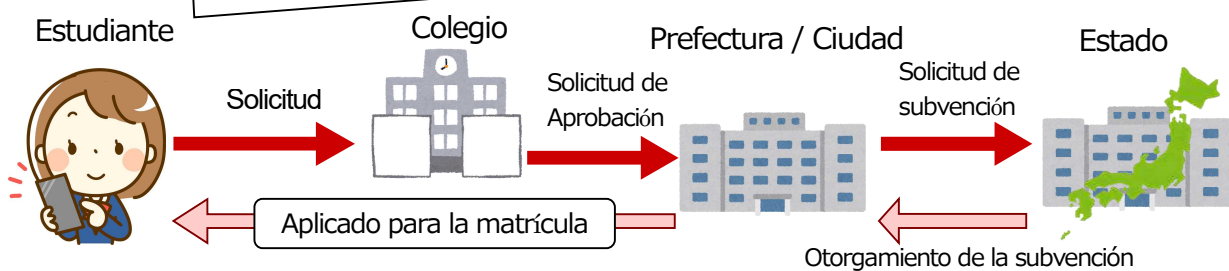 Estudiante
Colegio
Prefectura / Ciudad
Estado
Solicitud
Solicitud de
Aprobación
Solicitud de
subvención
Aplicado para la matrícula
Otorgamiento de la subvención